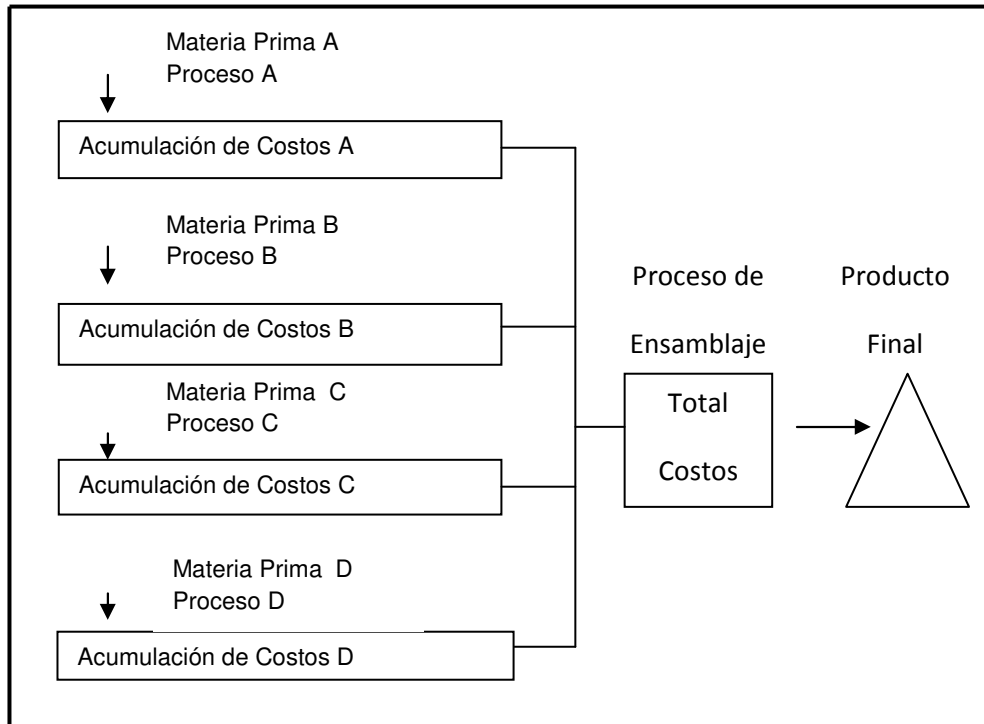 Materia Prima A
Proceso A
Acumulación de Costos A
Materia Prima B
Proceso B
Acumulación de Costos B
Materia Prima C
Proceso C
Acumulación de Costos C
Materia Prima D
Proceso D
Acumulación de Costos D
Proceso de
Ensamblaje
Total
Costos
Producto
Final